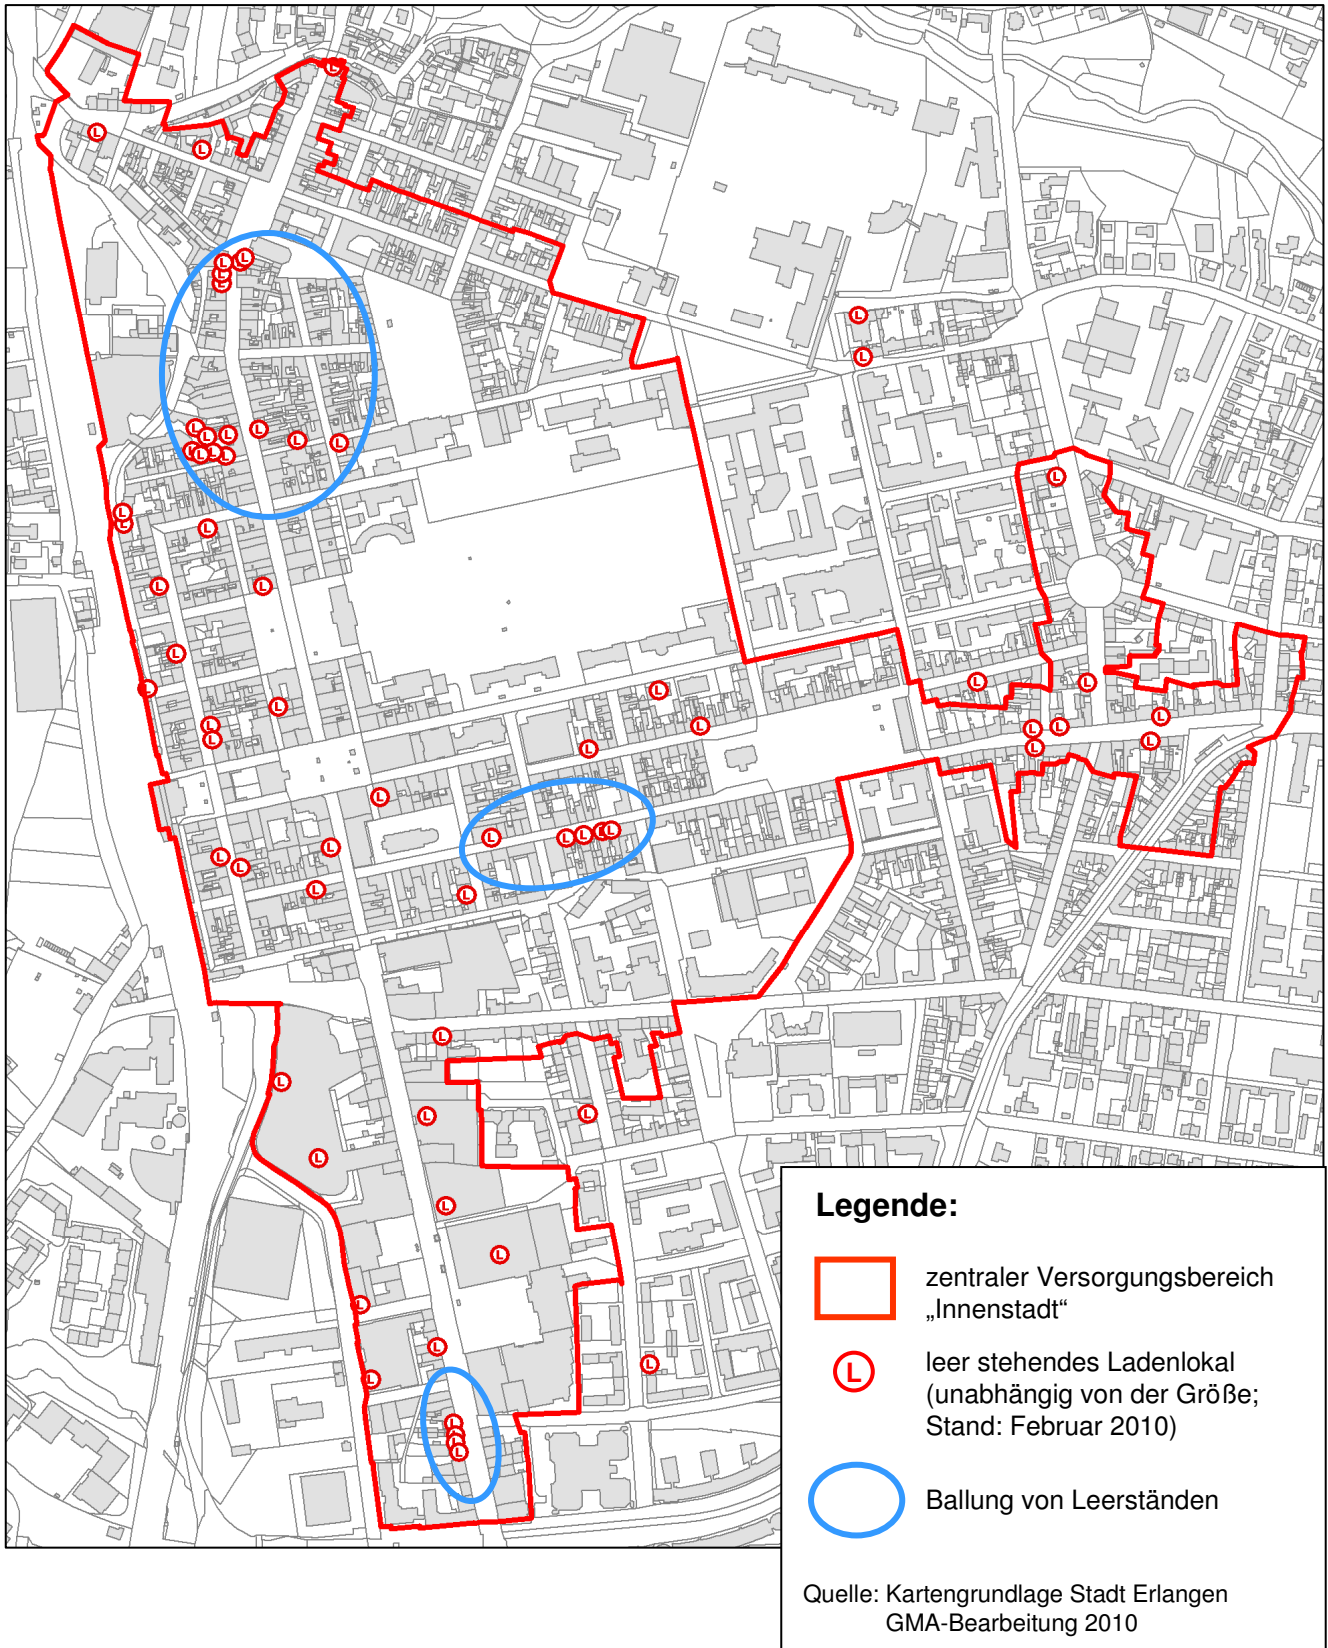 Legende:
zentraler Versorgungsbereich
„Innenstadt“
L
leer stehendes Ladenlokal
(unabhängig von der Größe;
Stand: Februar 2010)
Ballung von Leerständen
Quelle: Kartengrundlage Stadt Erlangen
GMA-Bearbeitung 2010